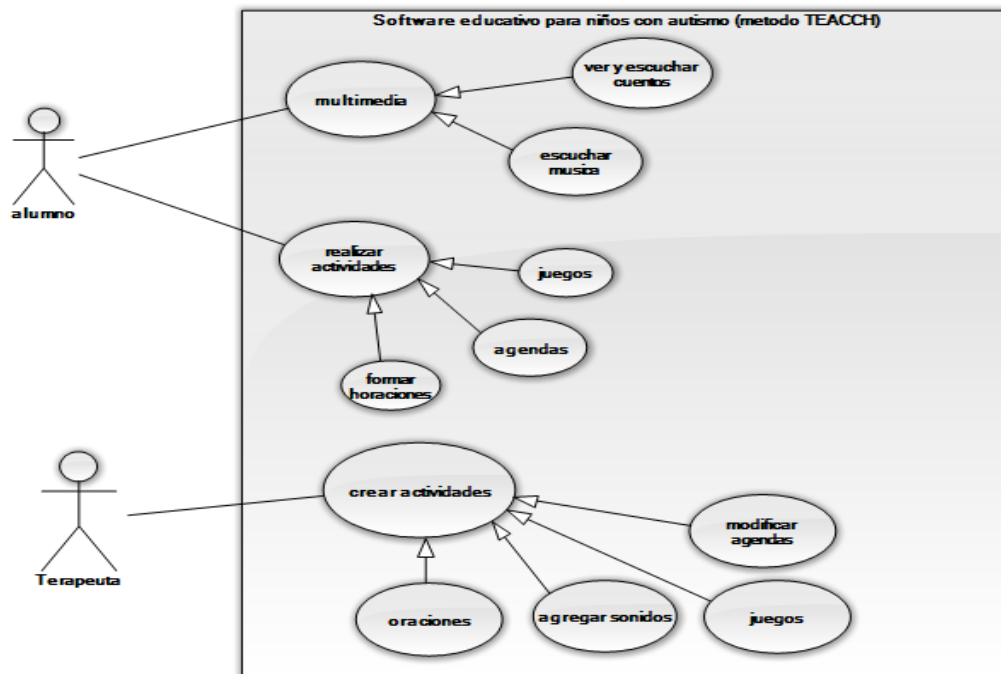 Software educativo para niños con autismo (metodo TEACCH)
ver y escuchar
cuentos
multimedia
escuchar
musica
alumno
realizar
actividades
juegos
agendas
formar
horaciones
crear actividades
modificar
agendas
Terapeuta
oraciones
agregar sonidos
juegos